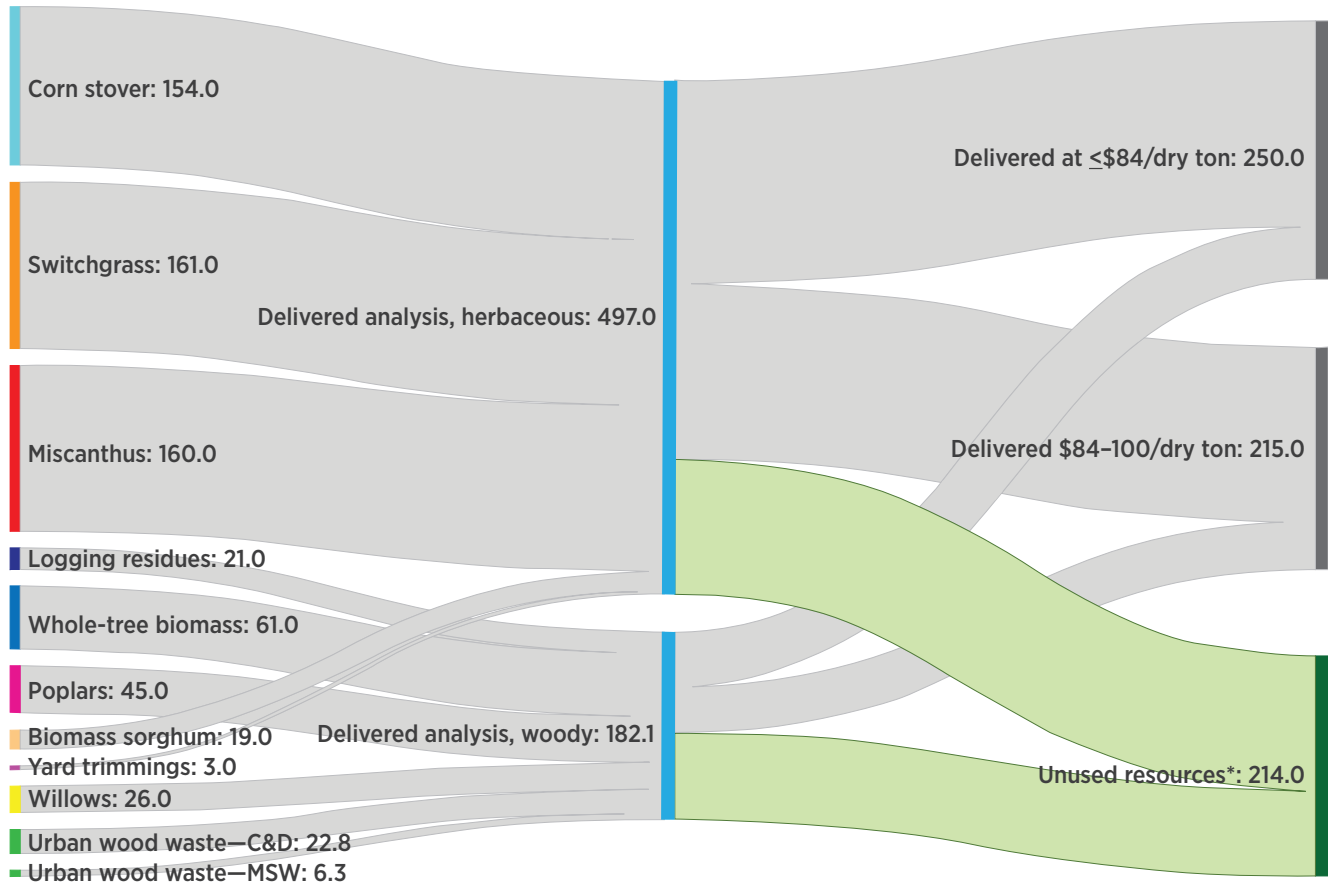 Corn stover: 154.0
Switchgrass: 161.0
Miscanthus: 160.0
Logging residues: 21.0
Whole-tree biomass: 61.0
Poplars: 45.0
Biomass sorghum: 19.0
Yard trimmings: 3.0
Willows: 26.0
Urban wood waste—C&D: 22.8
Urban wood waste—MSW: 6.3
Delivered analysis, herbaceous: 497.0
Delivered analysis, woody: 182.1
Delivered at ≤$84/dry ton: 250.0
Delivered $84–100/dry ton: 215.0
Unused resources*: 214.0